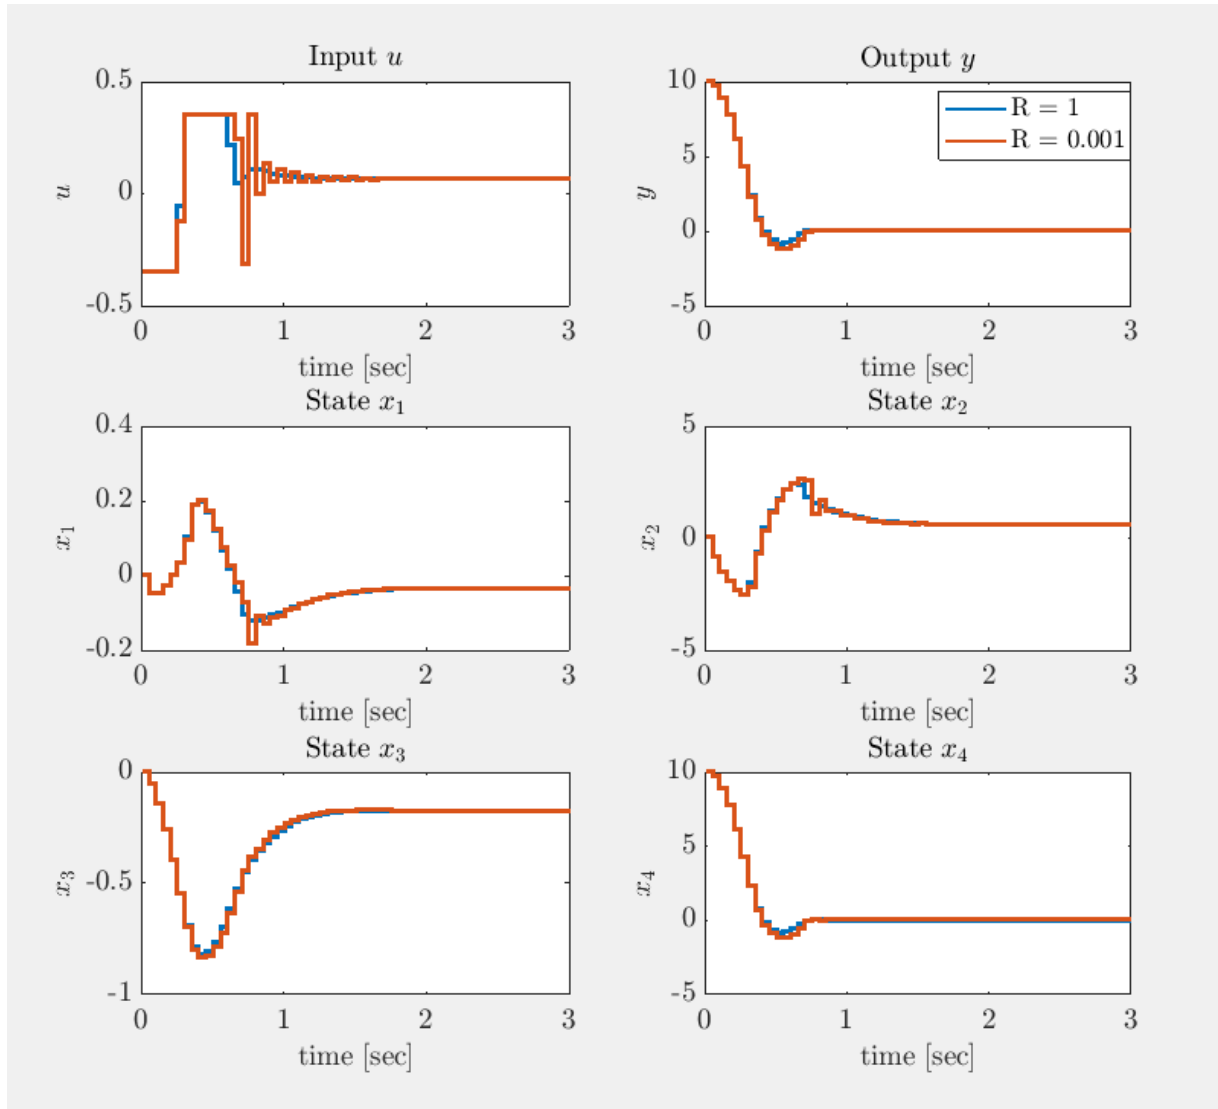 Input u
0.5
0
-0.5
u
0 1 2 3
time [sec]
Output y
10
5
0
-5
y
R = 1
R = 0.001
0 1 2 3
time [sec]
State x₁
0.4
0.2
0
-0.2
x₁
0 1 2 3
time [sec]
State x₂
5
0
-5
x₂
0 1 2 3
time [sec]
State x₃
0
-0.5
-1
x₃
0 1 2 3
time [sec]
State x₄
10
5
0
-5
x₄
0 1 2 3
time [sec]